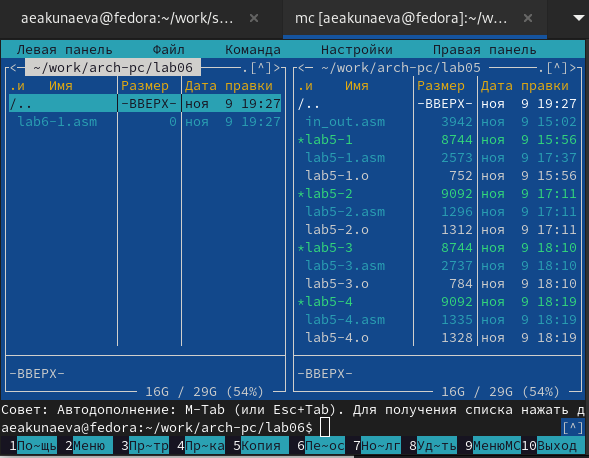 aeakunaeva@fedora:~/work/s... × mc [aeakunaeva@fedora]:~/w... ×
Левая панель Файл Команда Настройки Правая панель
<— ~/work/arch-pc/lab06 —.[^]> <— ~/work/arch-pc/lab05 —.[^]>
.и Имя Размер Дата правки .и Имя Размер Дата правки
/.. -ВВЕРХ- ноя 9 19:27 /.. -ВВЕРХ- ноя 9 19:27
lab6-1.asm 0 ноя 9 19:27 in_out.asm 3942 ноя 9 15:02
*lab5-1 8744 ноя 9 15:56
lab5-1.asm 2573 ноя 9 17:37
lab5-1.o 752 ноя 9 15:56
*lab5-2 9092 ноя 9 17:11
lab5-2.asm 1296 ноя 9 17:11
lab5-2.o 1312 ноя 9 17:11
*lab5-3 8744 ноя 9 18:10
lab5-3.asm 2737 ноя 9 18:10
lab5-3.o 784 ноя 9 18:10
*lab5-4 9092 ноя 9 18:19
lab5-4.asm 1335 ноя 9 18:19
lab5-4.o 1328 ноя 9 18:19
-ВВЕРХ- -ВВЕРХ-
16G / 29G (54%) 16G / 29G (54%)
Совет: Автодополнение: M-Tab (или Esc+Tab). Для получения списка нажать д
aeakunaeva@fedora:~/work/arch-pc/lab06$ [^]
1По~щь 2Меню 3Пр~тр 4Пр~ка 5Копия 6Пе~ос 7Но~лг 8Уд~ть 9МенюMC 10Выход